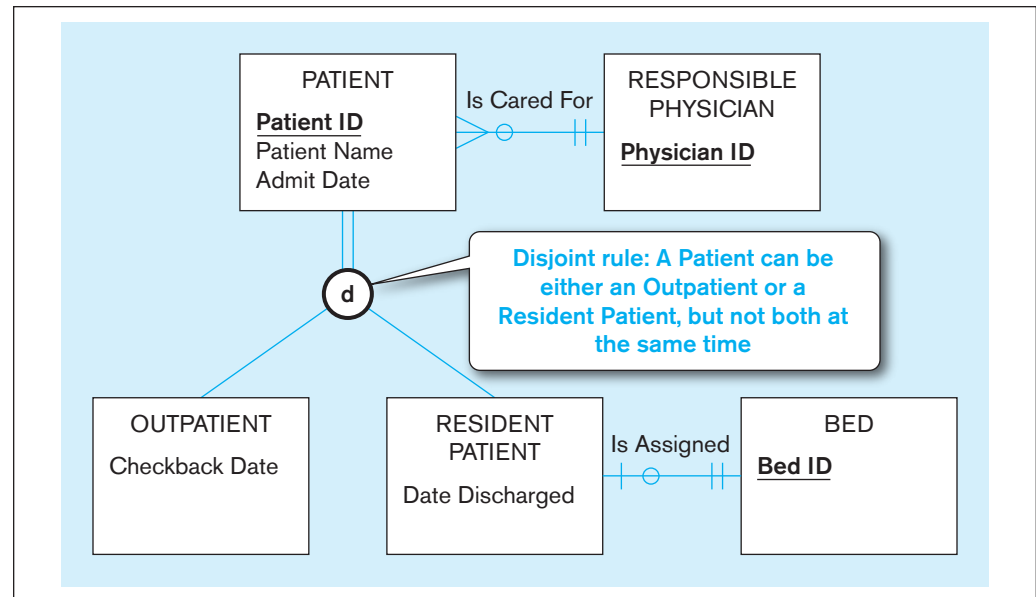 PATIENT
Patient ID
Patient Name
Admit Date
Is Cared For
RESPONSIBLE
PHYSICIAN
Physician ID
d
Disjoint rule: A Patient can be
either an Outpatient or a
Resident Patient, but not both at
the same time
OUTPATIENT
Checkback Date
RESIDENT
PATIENT
Date Discharged
Is Assigned
BED
Bed ID